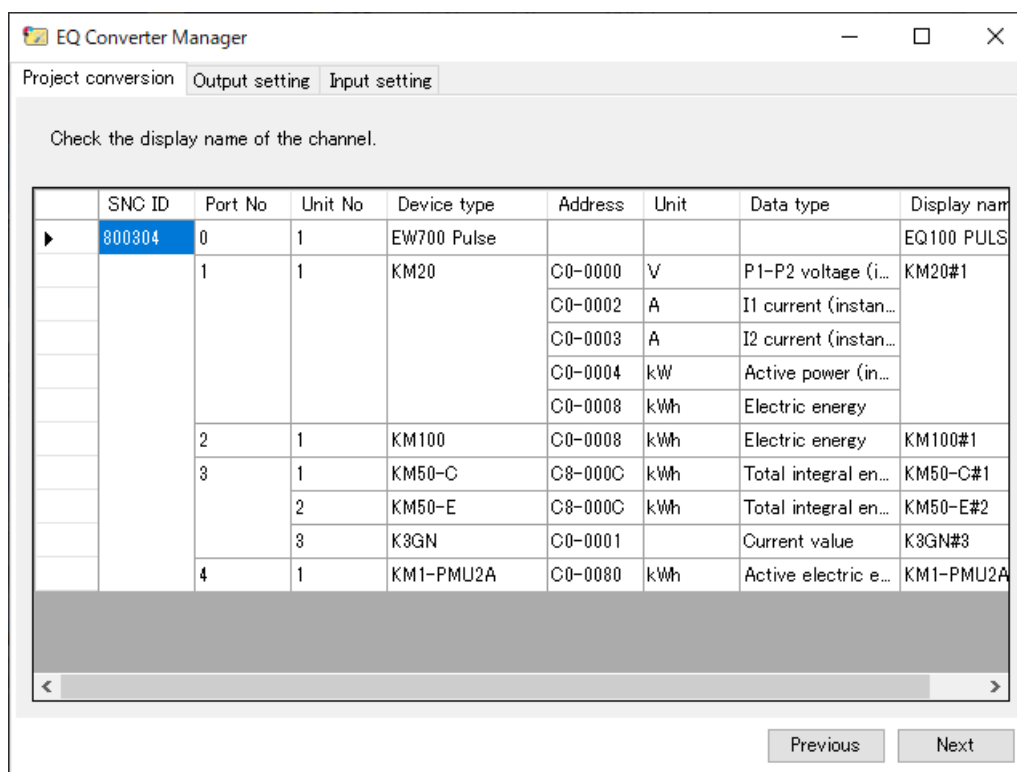 EQ Converter Manager
Project conversion Output setting Input setting
Check the display name of the channel.
SNC ID Port No Unit No Device type Address Unit Data type Display nam
800304 0 1 EW700 Pulse EQ100 PULS
1 1 KM20 C0-0000 V P1-P2 voltage (i... KM20#1
C0-0002 A I1 current (instan...
C0-0003 A I2 current (instan...
C0-0004 kW Active power (in...
C0-0008 kWh Electric energy
2 1 KM100 C0-0008 kWh Electric energy KM100#1
3 1 KM50-C C8-000C kWh Total integral en... KM50-C#1
2 KM50-E C8-000C kWh Total integral en... KM50-E#2
3 K3GN C0-0001 Current value K3GN#3
4 1 KM1-PMU2A C0-0080 kWh Active electric e... KM1-PMU2A
Previous Next